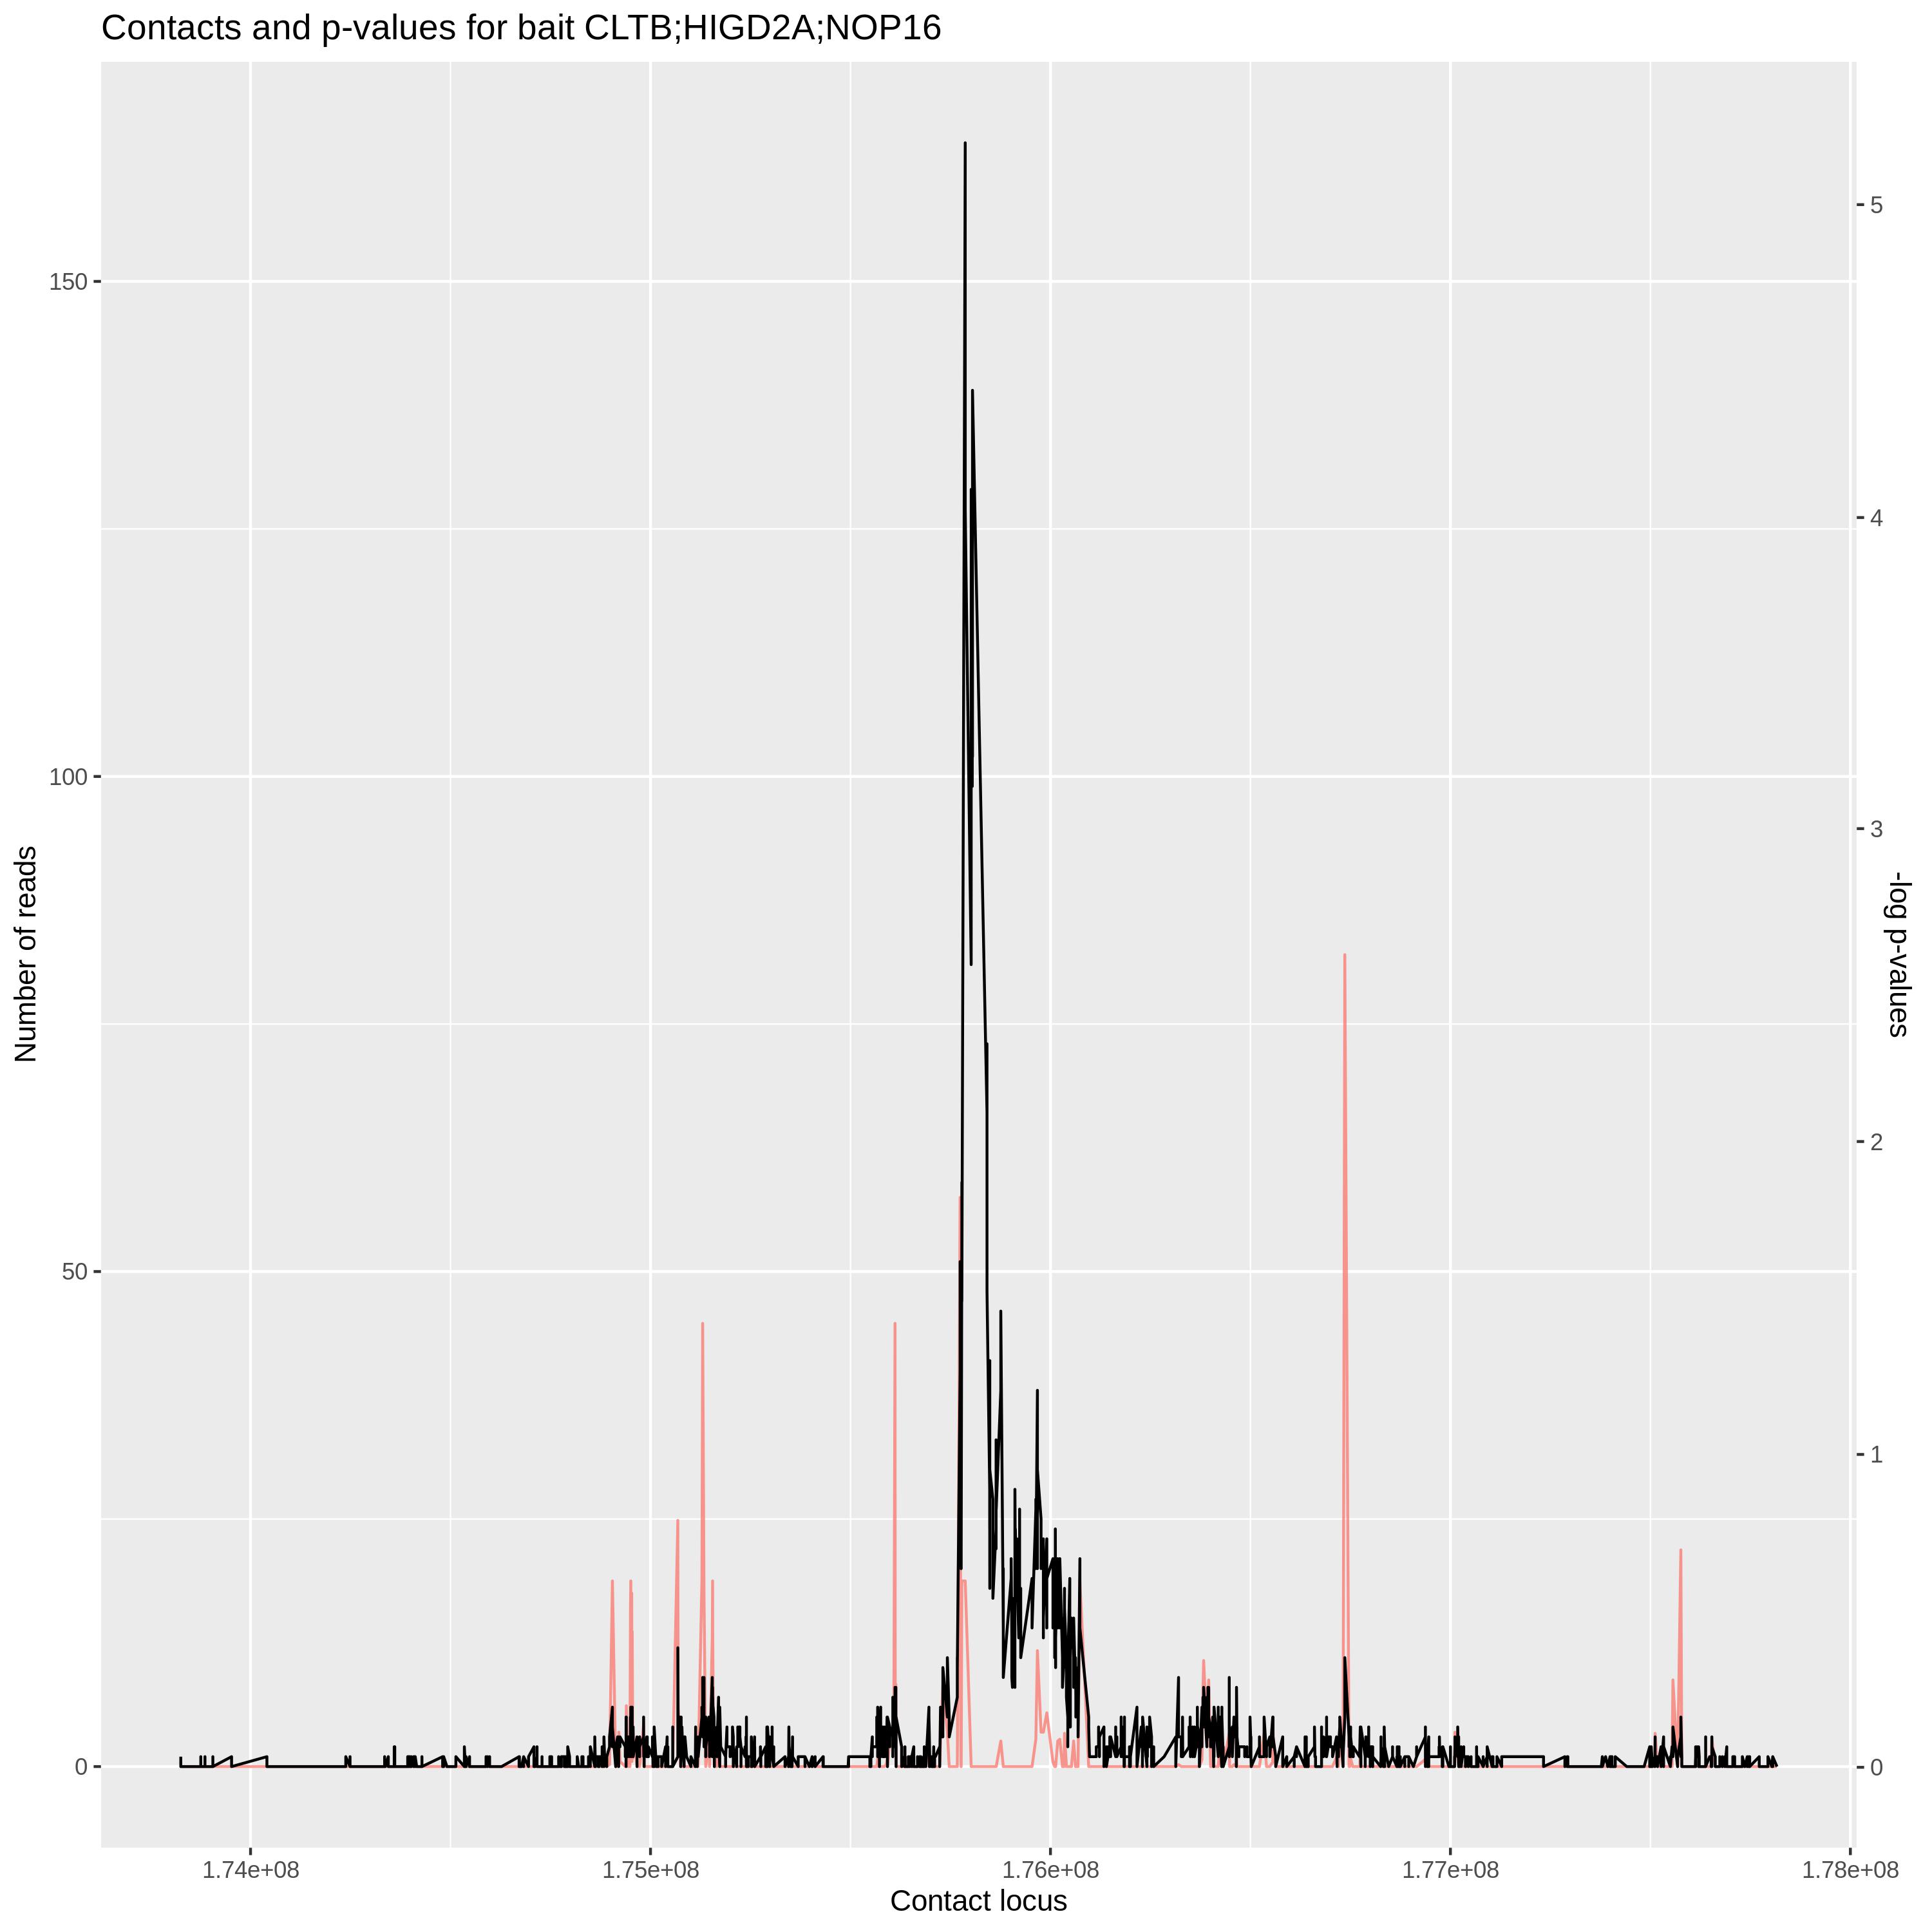 Contacts and p-values for bait CLTB;HIGD2A;NOP16
150
100
50
0
Number of reads
5
4
3
2
1
0
-log p-values
1.74e+08 1.75e+08 1.76e+08 1.77e+08 1.78e+08
Contact locus